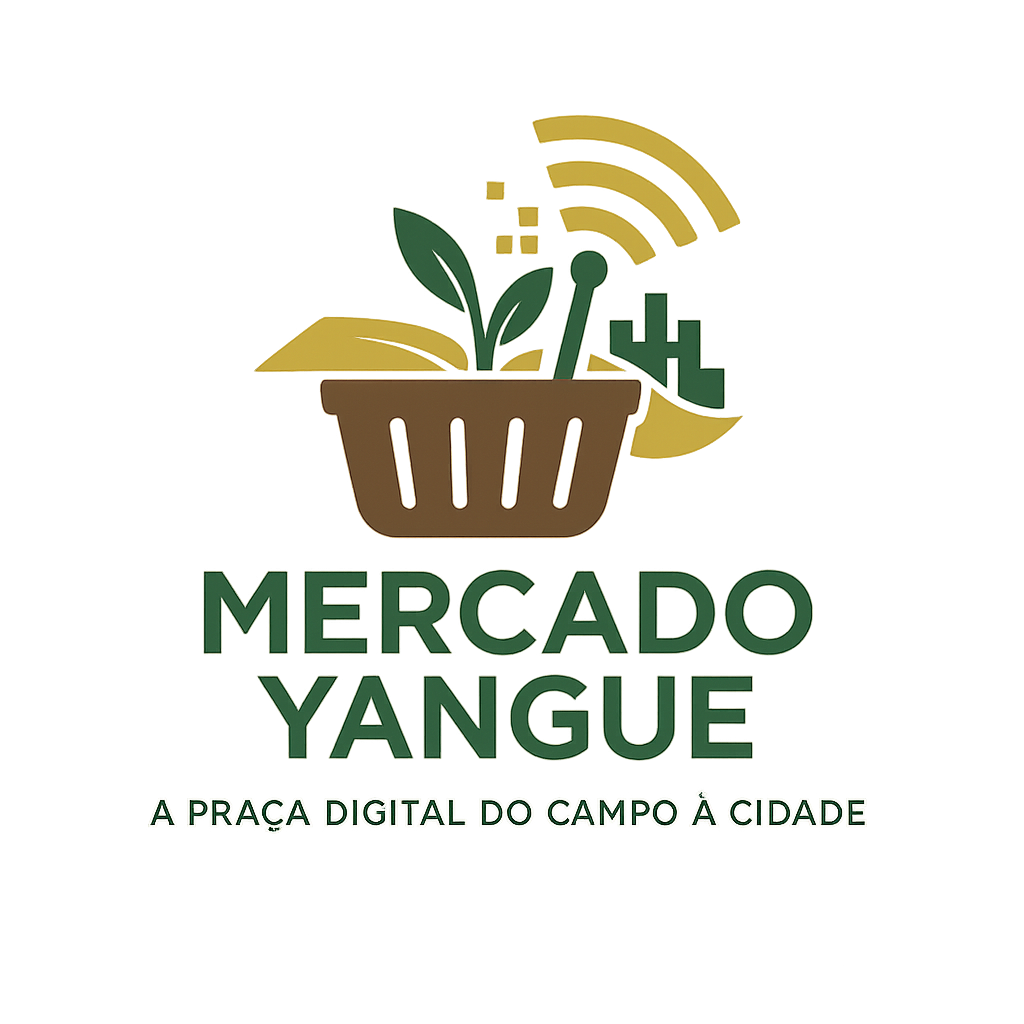 MERCADO
YANGUE
A PRAÇA DIGITAL DO CAMPO À CIDADE